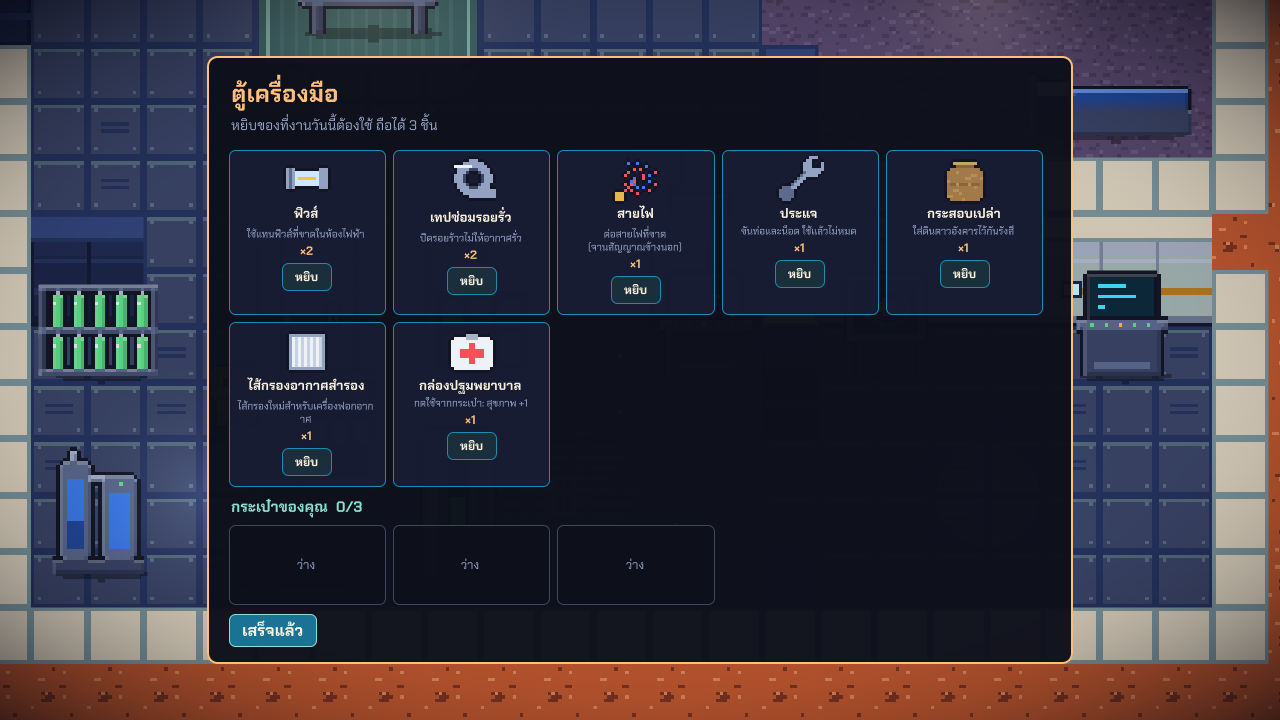 ตู้เครื่องมือ
หยิบของที่งานวันนี้ต้องใช้ ถือได้ 3 ชิ้น
ฟิวส์
ใช้แทนฟิวส์ที่ขาดในห้องไฟฟ้า
×2
หยิบ
เทปซ่อมรอยรั่ว
ปิดรอยร้าวไม่ให้อากาศรั่ว
×2
หยิบ
สายไฟ
ต่อสายไฟที่ขาด
(จานสัญญาณข้างนอก)
×1
หยิบ
ประแจ
ขันท่อและน็อต ใช้แล้วไม่หมด
×1
หยิบ
กระสอบเปล่า
ใส่ดินดาวอังคารไว้กันรังสี
×1
หยิบ
ไส้กรองอากาศสำรอง
ไส้กรองใหม่สำหรับเครื่องฟอกอาก
าศ
×1
หยิบ
กล่องปฐมพยาบาล
กดใช้จากกระเป๋า: สุขภาพ +1
×1
หยิบ
กระเป๋าของคุณ 0/3
ว่าง
ว่าง
ว่าง
เสร็จแล้ว